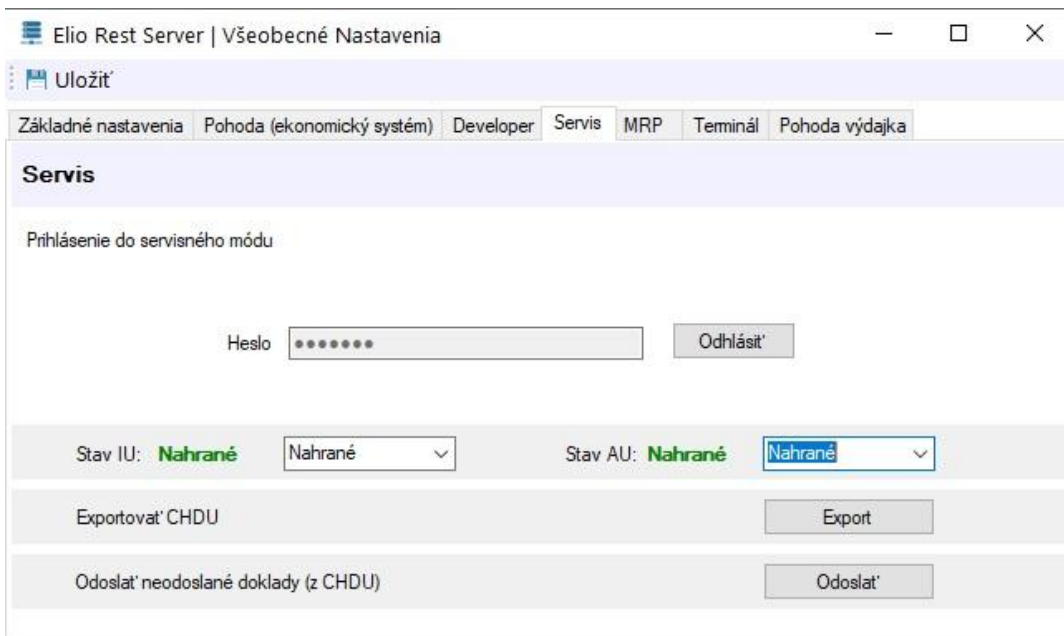 Elio Rest Server | Všeobecné Nastavenia
Uložiť
Základné nastavenia Pohoda (ekonomický systém) Developer Servis MRP Terminál Pohoda výdajka
Servis
Prihlásenie do servisného módu
Heslo ●●●●●●● Odhlásiť
Stav IU: Nahrané Nahrané Stav AU: Nahrané Nahrané
Exportovať CHDU Export
Odoslať neodoslané doklady (z CHDU) Odoslať